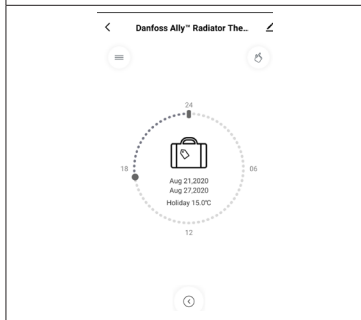 Danfoss Ally™ Radiator The..
24
18
06
Aug 21,2020
Aug 27,2020
Holiday 15.0°C
12